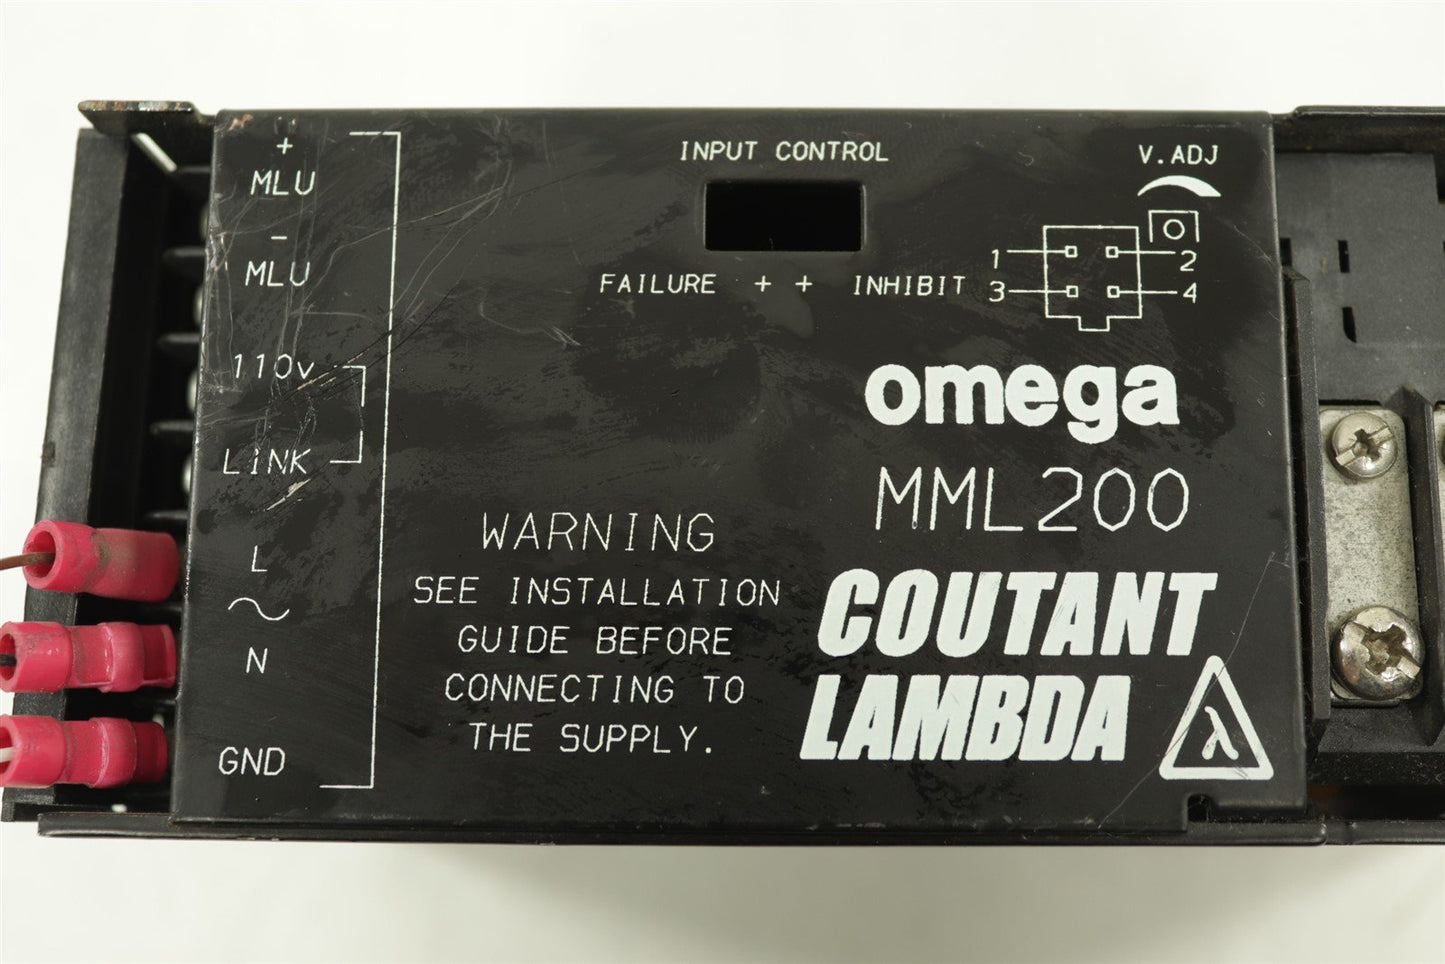 +
MLU
-
MLU
110v
LINK
L
~
N
GND
INPUT CONTROL
FAILURE + + INHIBIT
V.ADJ
1 2
3 4
omega
MML200
COUTANT
LAMBDA
λ
WARNING
SEE INSTALLATION
GUIDE BEFORE
CONNECTING TO
THE SUPPLY.